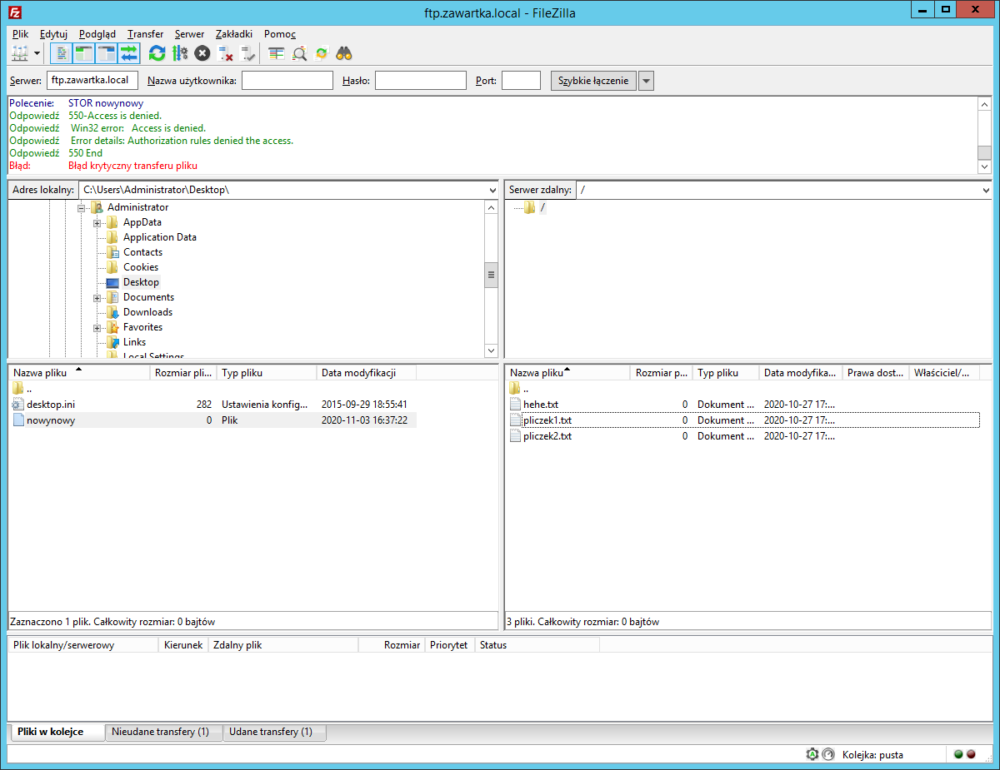 ftp.zawartka.local - FileZilla
Plik Edytuj Podgląd Transfer Serwer Zakładki Pomoc
Serwer: ftp.zawartka.local Nazwa użytkownika: Hasło: Port: Szybkie łączenie
Polecenie: STOR nowynowy
Odpowiedź 550-Access is denied.
Odpowiedź Win32 error: Access is denied.
Odpowiedź Error details: Authorization rules denied the access.
Odpowiedź 550 End
Błąd: Błąd krytyczny transferu pliku
Adres lokalny: C:\Users\Administrator\Desktop\
Administrator
AppData
Application Data
Contacts
Cookies
Desktop
Documents
Downloads
Favorites
Links
Local Settings
Nazwa pliku Rozmiar pli... Typ pliku Data modyfikacji
..
desktop.ini 282 Ustawienia konfig... 2015-09-29 18:55:41
nowynowy 0 Plik 2020-11-03 16:37:22
Zaznaczono 1 plik. Całkowity rozmiar: 0 bajtów
Serwer zdalny: /
/
Nazwa pliku Rozmiar p... Typ pliku Data modyfika... Prawa dost... Właściciel/...
..
hehe.txt 0 Dokument ... 2020-10-27 17:...
pliczek1.txt 0 Dokument ... 2020-10-27 17:...
pliczek2.txt 0 Dokument ... 2020-10-27 17:...
3 pliki. Całkowity rozmiar: 0 bajtów
Plik lokalny/serwerowy Kierunek Zdalny plik Rozmiar Priorytet Status
Pliki w kolejce Nieudane transfery (1) Udane transfery (1)
Kolejka: pusta